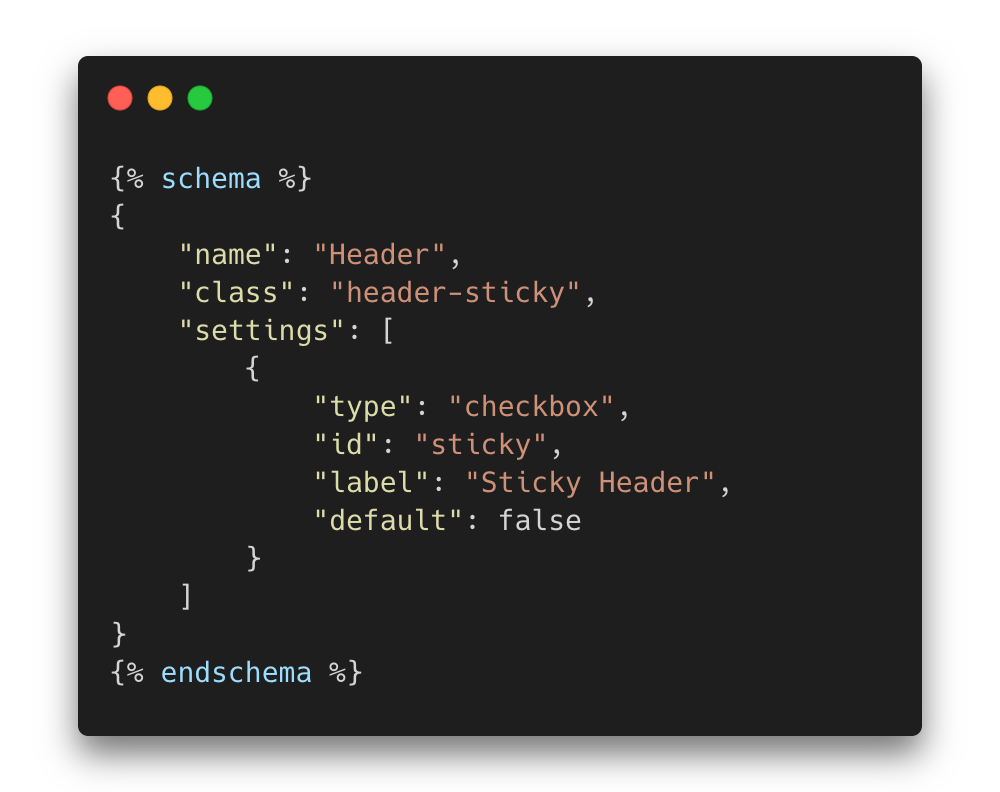 {% schema %}
{
    "name": "Header",
    "class": "header-sticky",
    "settings": [
        {
            "type": "checkbox",
            "id": "sticky",
            "label": "Sticky Header",
            "default": false
        }
    ]
}
{% endschema %}